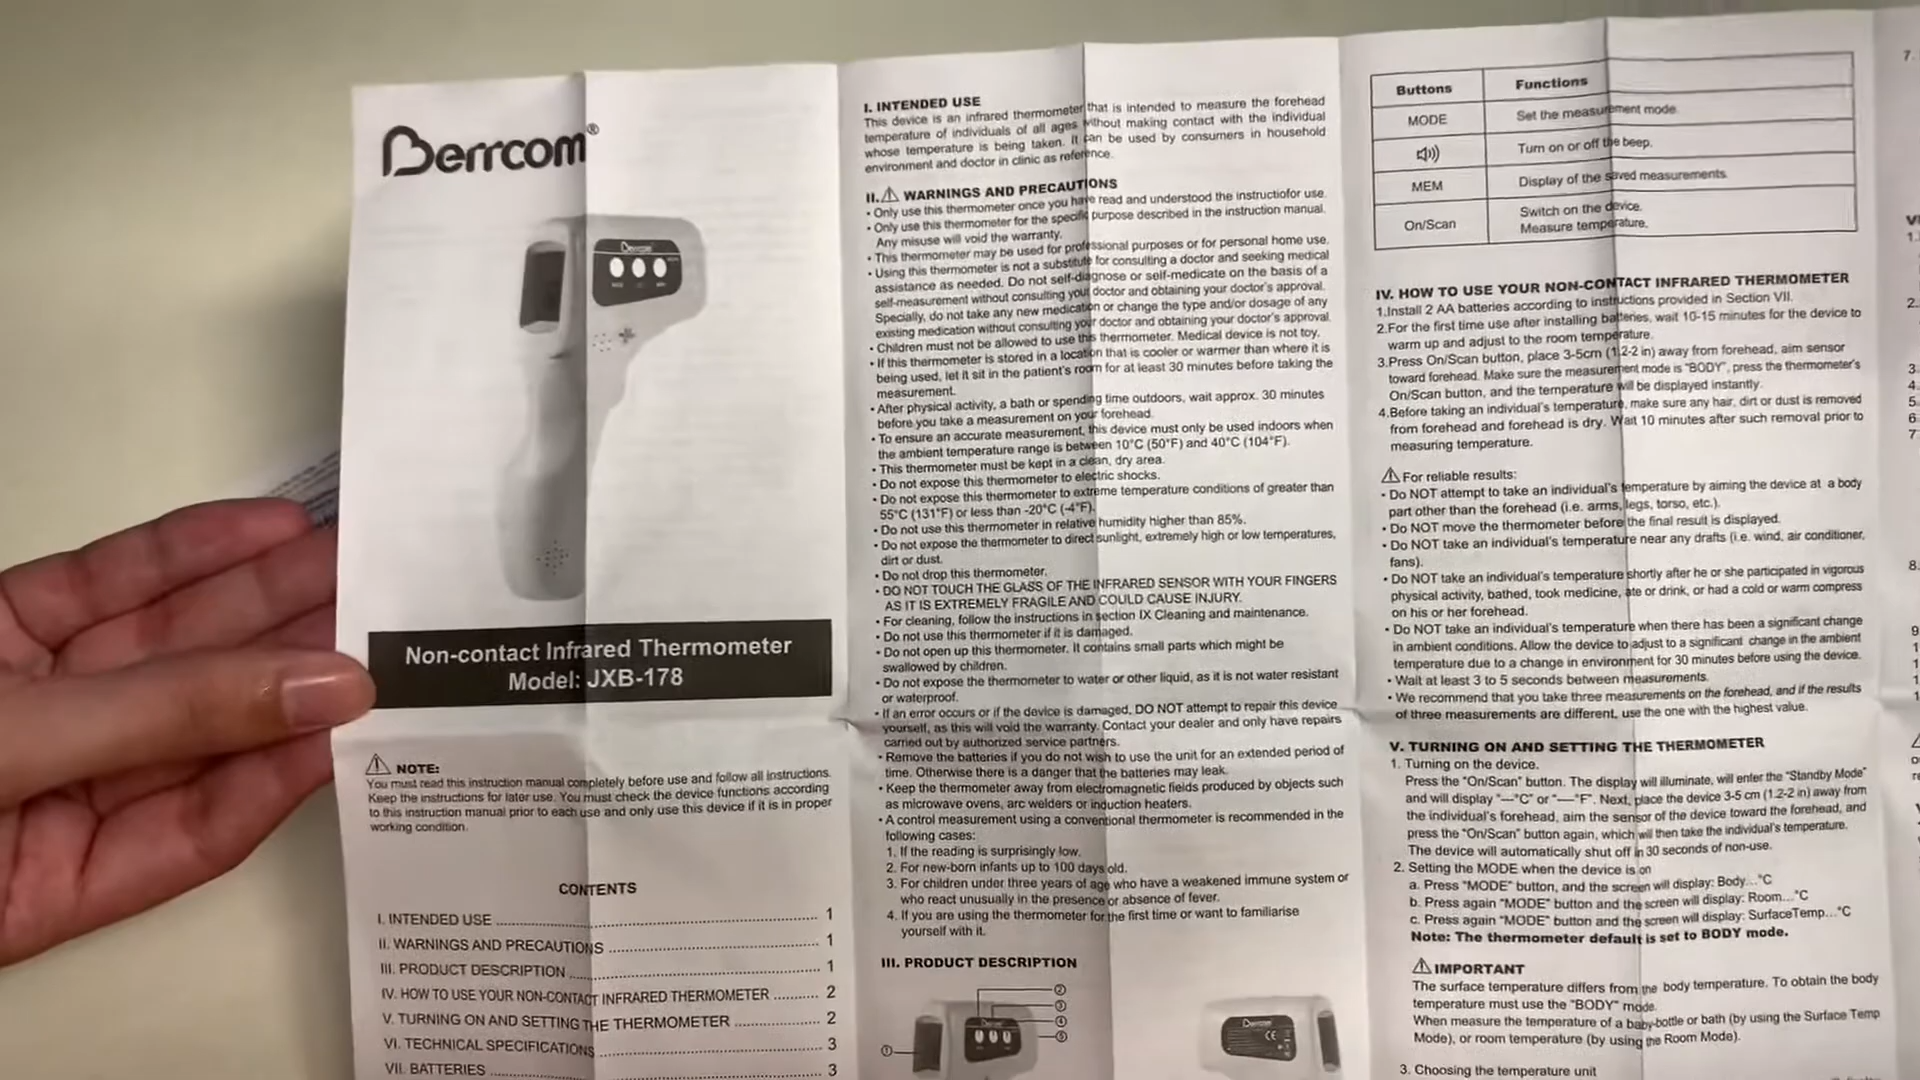 Berrcom®
Berrcom
Non-contact Infrared Thermometer
Model: JXB-178
NOTE:
You must read this instruction manual completely before use and follow all instructions.
Keep the instructions for later use. You must check the device functions according
to this instruction manual prior to each use and only use this device if it is in proper
working condition.
CONTENTS
I. INTENDED USE ........ 1
II. WARNINGS AND PRECAUTIONS ........ 1
III. PRODUCT DESCRIPTION ........ 1
IV. HOW TO USE YOUR NON-CONTACT INFRARED THERMOMETER ........ 2
V. TURNING ON AND SETTING THE THERMOMETER ........ 2
VI. TECHNICAL SPECIFICATIONS ........ 3
VII. BATTERIES ........ 3
I. INTENDED USE
This device is an infrared thermometer that is intended to measure the forehead
temperature of individuals of all ages without making contact with the individual
whose temperature is being taken. It can be used by consumers in household
environment and doctor in clinic as reference.
II.⚠ WARNINGS AND PRECAUTIONS
• Only use this thermometer once you have read and understood the instructiofor use.
• Only use this thermometer for the specific purpose described in the instruction manual.
Any misuse will void the warranty.
• This thermometer may be used for professional purposes or for personal home use.
• Using this thermometer is not a substitute for consulting a doctor and seeking medical
assistance as needed. Do not self-diagnose or self-medicate on the basis of a
self-measurement without consulting your doctor and obtaining your doctor's approval.
Specially, do not take any new medication or change the type and/or dosage of any
existing medication without consulting your doctor and obtaining your doctor's approval.
• Children must not be allowed to use this thermometer. Medical device is not toy.
• If this thermometer is stored in a location that is cooler or warmer than where it is
being used, let it sit in the patient's room for at least 30 minutes before taking the
measurement.
• After physical activity, a bath or spending time outdoors, wait approx. 30 minutes
before you take a measurement on your forehead.
• To ensure an accurate measurement, this device must only be used indoors when
the ambient temperature range is between 10°C (50°F) and 40°C (104°F).
• This thermometer must be kept in a clean, dry area.
• Do not expose this thermometer to electric shocks.
• Do not expose this thermometer to extreme temperature conditions of greater than
55°C (131°F) or less than -20°C (-4°F).
• Do not use this thermometer in relative humidity higher than 85%.
• Do not expose the thermometer to direct sunlight, extremely high or low temperatures,
dirt or dust.
• Do not drop this thermometer.
• DO NOT TOUCH THE GLASS OF THE INFRARED SENSOR WITH YOUR FINGERS
AS IT IS EXTREMELY FRAGILE AND COULD CAUSE INJURY.
• For cleaning, follow the instructions in section IX Cleaning and maintenance.
• Do not use this thermometer if it is damaged.
• Do not open up this thermometer. It contains small parts which might be
swallowed by children.
• Do not expose the thermometer to water or other liquid, as it is not water resistant
or waterproof.
• If an error occurs or if the device is damaged, DO NOT attempt to repair this device
yourself, as this will void the warranty. Contact your dealer and only have repairs
carried out by authorized service partners.
• Remove the batteries if you do not wish to use the unit for an extended period of
time. Otherwise there is a danger that the batteries may leak.
• Keep the thermometer away from electromagnetic fields produced by objects such
as microwave ovens, arc welders or induction heaters.
• A control measurement using a conventional thermometer is recommended in the
following cases:
1. If the reading is surprisingly low.
2. For new-born infants up to 100 days old.
3. For children under three years of age who have a weakened immune system or
who react unusually in the presence or absence of fever.
4. If you are using the thermometer for the first time or want to familiarise
yourself with it.
III. PRODUCT DESCRIPTION
①
②
③
④
⑤
Berrcom
Berrcom
CE
Buttons Functions
MODE Set the measurement mode.
Turn on or off the beep.
MEM Display of the saved measurements.
On/Scan Switch on the device.
Measure temperature.
IV. HOW TO USE YOUR NON-CONTACT INFRARED THERMOMETER
1.Install 2 AA batteries according to instructions provided in Section VII.
2.For the first time use after installing batteries, wait 10-15 minutes for the device to
warm up and adjust to the room temperature.
3.Press On/Scan button, place 3-5cm (1.2-2 in) away from forehead, aim sensor
toward forehead. Make sure the measurement mode is "BODY", press the thermometer's
On/Scan button, and the temperature will be displayed instantly.
4.Before taking an individual's temperature, make sure any hair, dirt or dust is removed
from forehead and forehead is dry. Wait 10 minutes after such removal prior to
measuring temperature.
⚠ For reliable results:
• Do NOT attempt to take an individual's temperature by aiming the device at a body
part other than the forehead (i.e. arms, legs, torso, etc.).
• Do NOT move the thermometer before the final result is displayed.
• Do NOT take an individual's temperature near any drafts (i.e. wind, air conditioner,
fans).
• Do NOT take an individual's temperature shortly after he or she participated in vigorous
physical activity, bathed, took medicine, ate or drink, or had a cold or warm compress
on his or her forehead.
• Do NOT take an individual's temperature when there has been a significant change
in ambient conditions. Allow the device to adjust to a significant change in the ambient
temperature due to a change in environment for 30 minutes before using the device.
• Wait at least 3 to 5 seconds between measurements.
• We recommend that you take three measurements on the forehead, and if the results
of three measurements are different, use the one with the highest value.
V. TURNING ON AND SETTING THE THERMOMETER
1. Turning on the device.
Press the "On/Scan" button. The display will illuminate, will enter the "Standby Mode"
and will display "—°C" or "—°F". Next, place the device 3-5 cm (1.2-2 in) away from
the individual's forehead, aim the sensor of the device toward the forehead, and
press the "On/Scan" button again, which will then take the individual's temperature.
The device will automatically shut off in 30 seconds of non-use.
2. Setting the MODE when the device is on
a. Press "MODE" button, and the screen will display: Body...°C
b. Press again "MODE" button and the screen will display: Room...°C
c. Press again "MODE" button and the screen will display: SurfaceTemp...°C
Note: The thermometer default is set to BODY mode.
⚠ IMPORTANT
The surface temperature differs from the body temperature. To obtain the body
temperature must use the "BODY" mode.
When measure the temperature of a baby-bottle or bath (by using the Surface Temp
Mode), or room temperature (by using the Room Mode).
3. Choosing the temperature unit
7.
1.
2.
3.
4.
5.
6.
7
8.
9